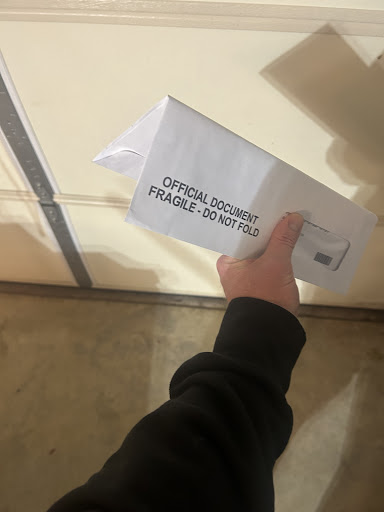 OFFICIAL DOCUMENT
FRAGILE - DO NOT FOLD